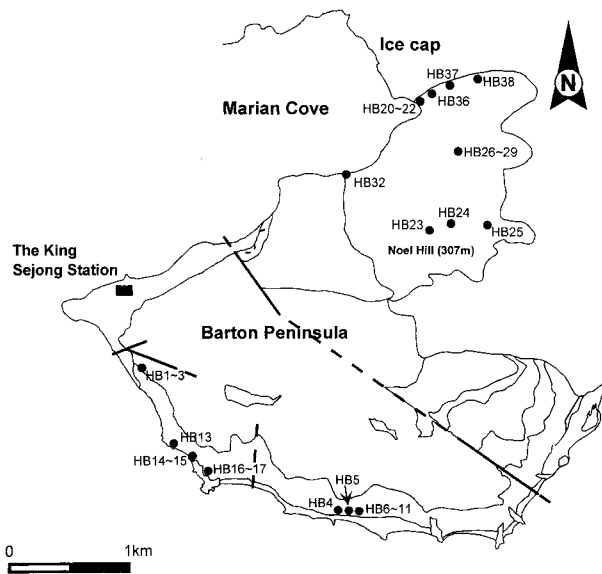 Ice cap
HB37
HB38
HB36
HB20~22
N
Marian Cove
HB26~29
HB32
HB24
HB23
HB25
Noel Hill (307m)
The King
Sejong Station
Barton Peninsula
HB1~3
HB13
HB14~15
HB16~17
HB5
HB4
HB6~11
0
1km